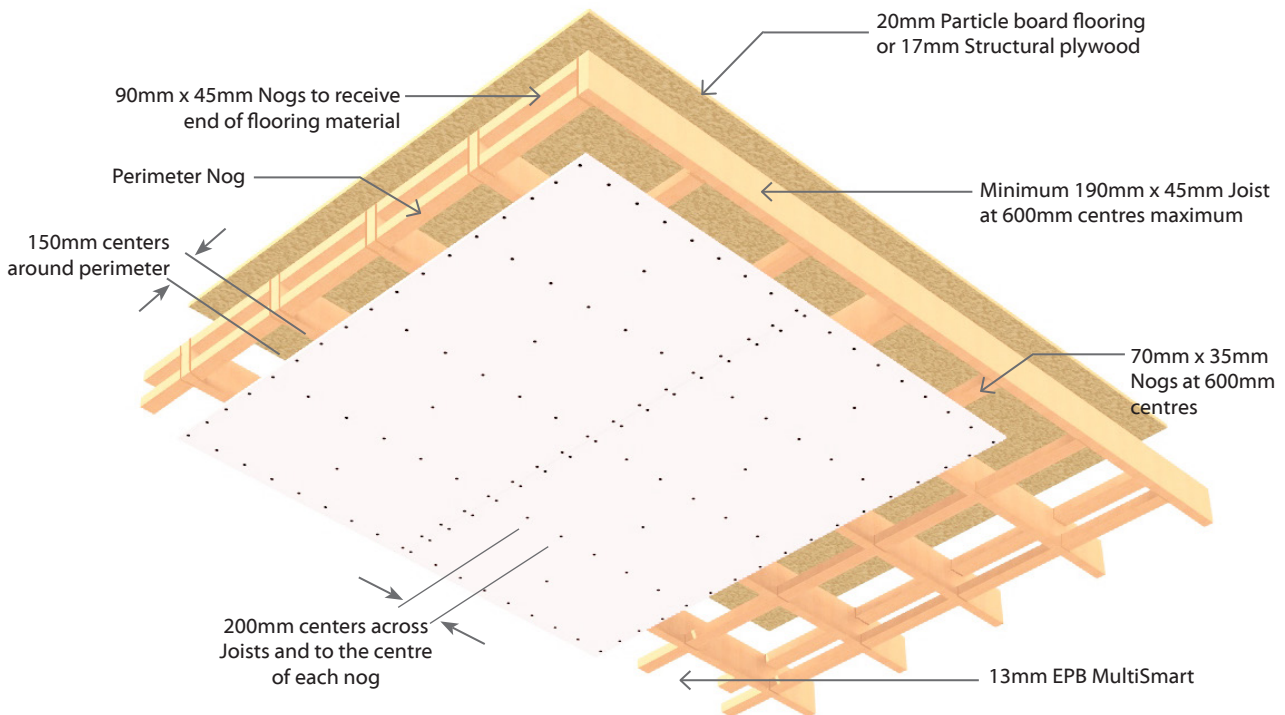 20mm Particle board flooring
or 17mm Structural plywood
90mm x 45mm Nogs to receive
end of flooring material
Perimeter Nog
Minimum 190mm x 45mm Joist
at 600mm centres maximum
150mm centers
around perimeter
70mm x 35mm
Nogs at 600mm
centres
200mm centers across
Joists and to the centre
of each nog
13mm EPB MultiSmart